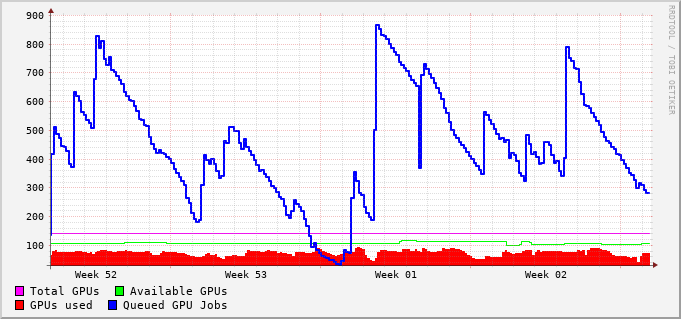 900
800
700
600
500
400
300
200
100
Week 52 Week 53 Week 01 Week 02
Total GPUs Available GPUs
GPUs used Queued GPU Jobs
RRDTOOL / TOBI OETIKER